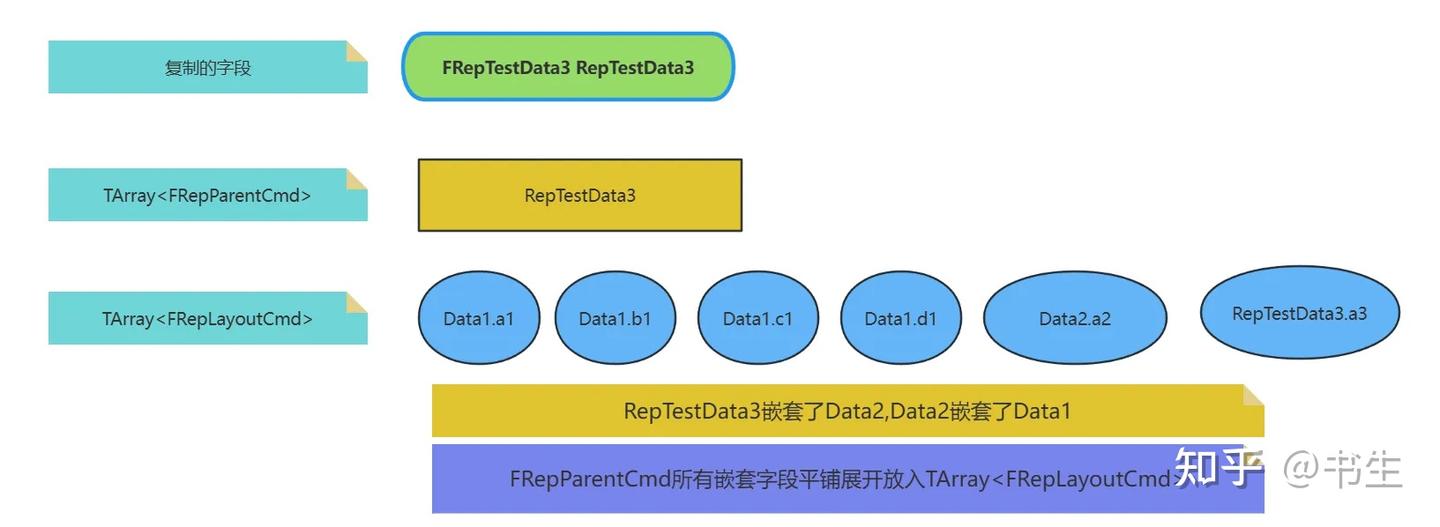 复制的字段
FRepTestData3 RepTestData3
TArray<FRepParentCmd>
RepTestData3
TArray<FRepLayoutCmd>
Data1.a1
Data1.b1
Data1.c1
Data1.d1
Data2.a2
RepTestData3.a3
RepTestData3嵌套了Data2,Data2嵌套了Data1
FRepParentCmd所有嵌套字段平铺展开放入TArray<FRepLayoutCmd>
知乎 @书生